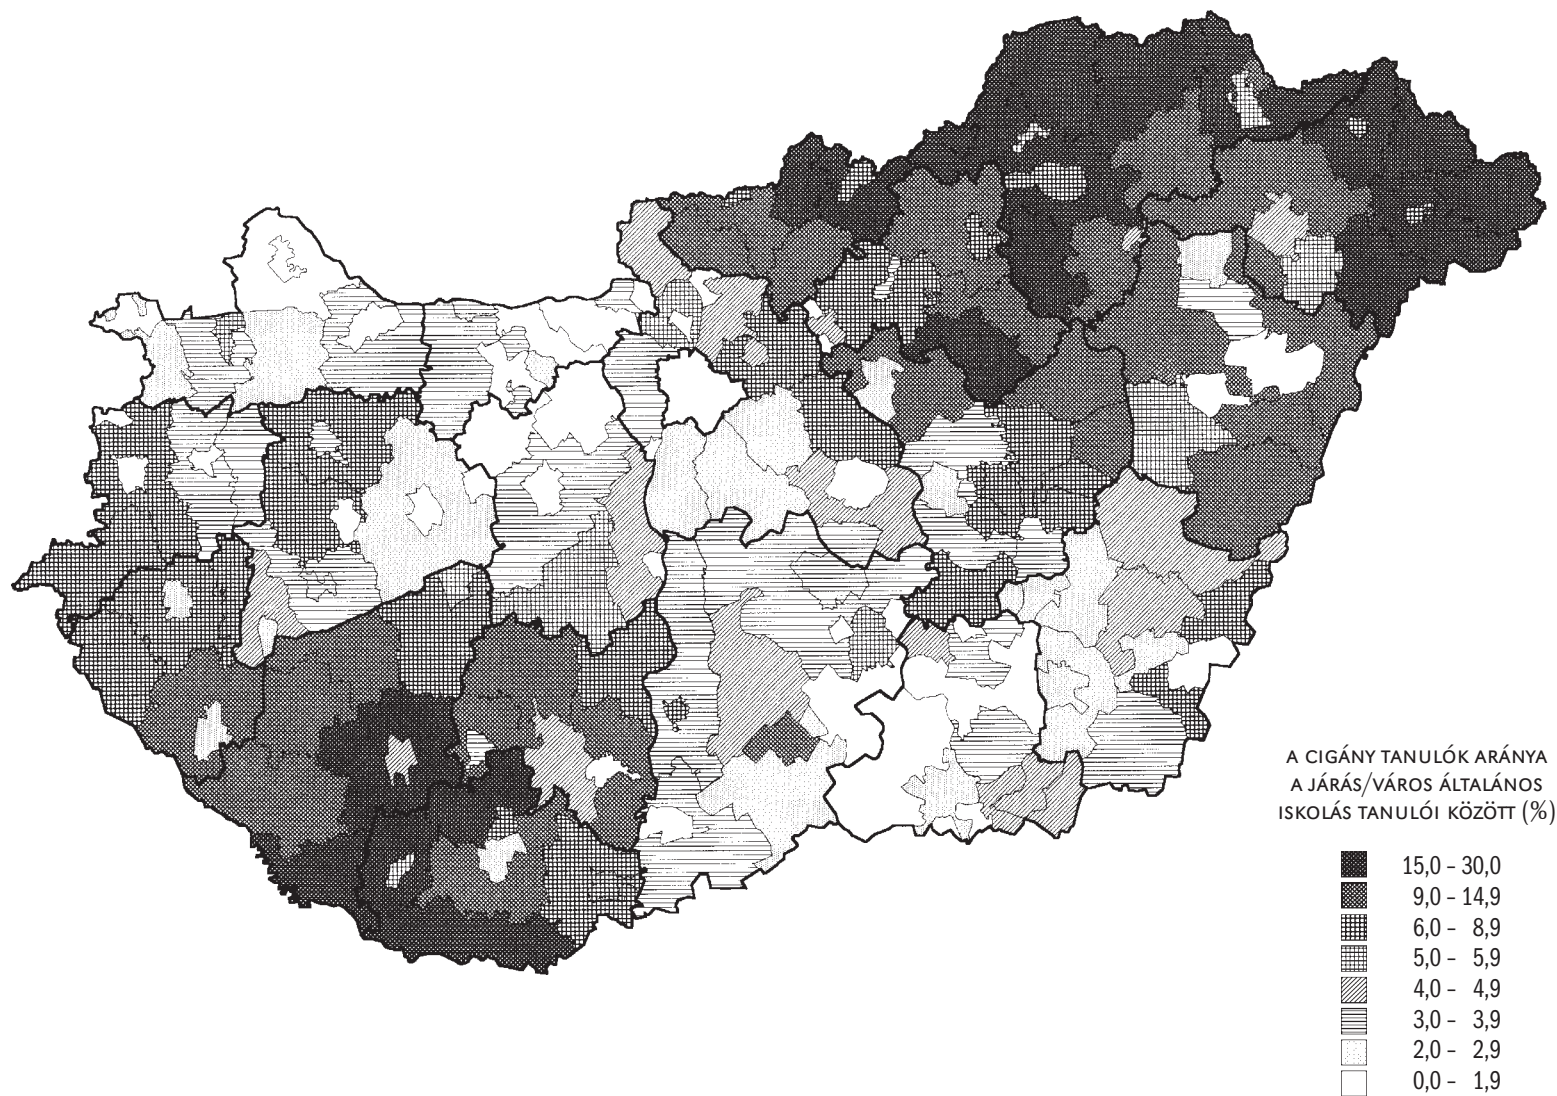 A CIGÁNY TANULÓK ARÁNYA
A JÁRÁS/VÁROS ÁLTALÁNOS
ISKOLÁS TANULÓI KÖZÖTT (%)
15,0 – 30,0
9,0 – 14,9
6,0 – 8,9
5,0 – 5,9
4,0 – 4,9
3,0 – 3,9
2,0 – 2,9
0,0 – 1,9